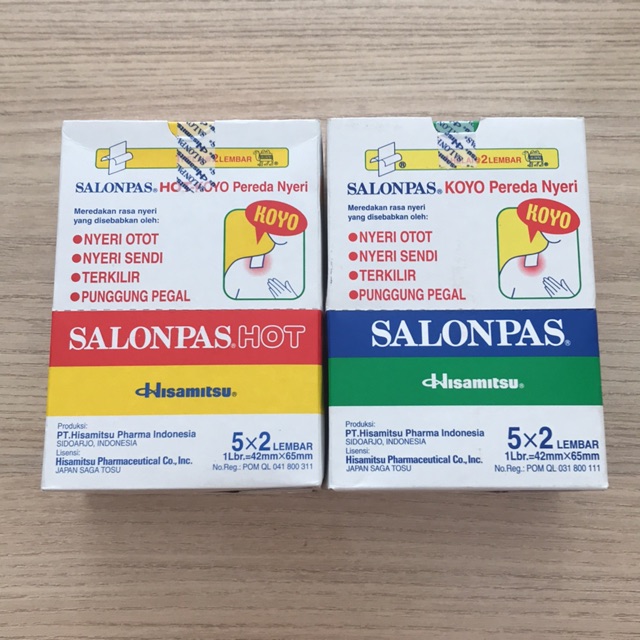 2 LEMBAR
SALONPAS® HOT KOYO Pereda Nyeri
Meredakan rasa nyeri
yang disebabkan oleh:
KOYO
•NYERI OTOT
•NYERI SENDI
•TERKILIR
•PUNGGUNG PEGAL
SALONPAS® HOT
Hisamitsu®
Produksi:
PT.Hisamitsu Pharma Indonesia
SIDOARJO, INDONESIA
Lisensi:
Hisamitsu Pharmaceutical Co., Inc.
JAPAN SAGA TOSU
5×2 LEMBAR
1Lbr.=42mm×65mm
No.Reg.: POM QL 041 800 311
2 LEMBAR
SALONPAS® KOYO Pereda Nyeri
Meredakan rasa nyeri
yang disebabkan oleh:
KOYO
•NYERI OTOT
•NYERI SENDI
•TERKILIR
•PUNGGUNG PEGAL
SALONPAS®
Hisamitsu®
Produksi:
PT.Hisamitsu Pharma Indonesia
SIDOARJO, INDONESIA
Lisensi:
Hisamitsu Pharmaceutical Co., Inc.
JAPAN SAGA TOSU
5×2 LEMBAR
1Lbr.=42mm×65mm
No.Reg.: POM QL 031 800 111